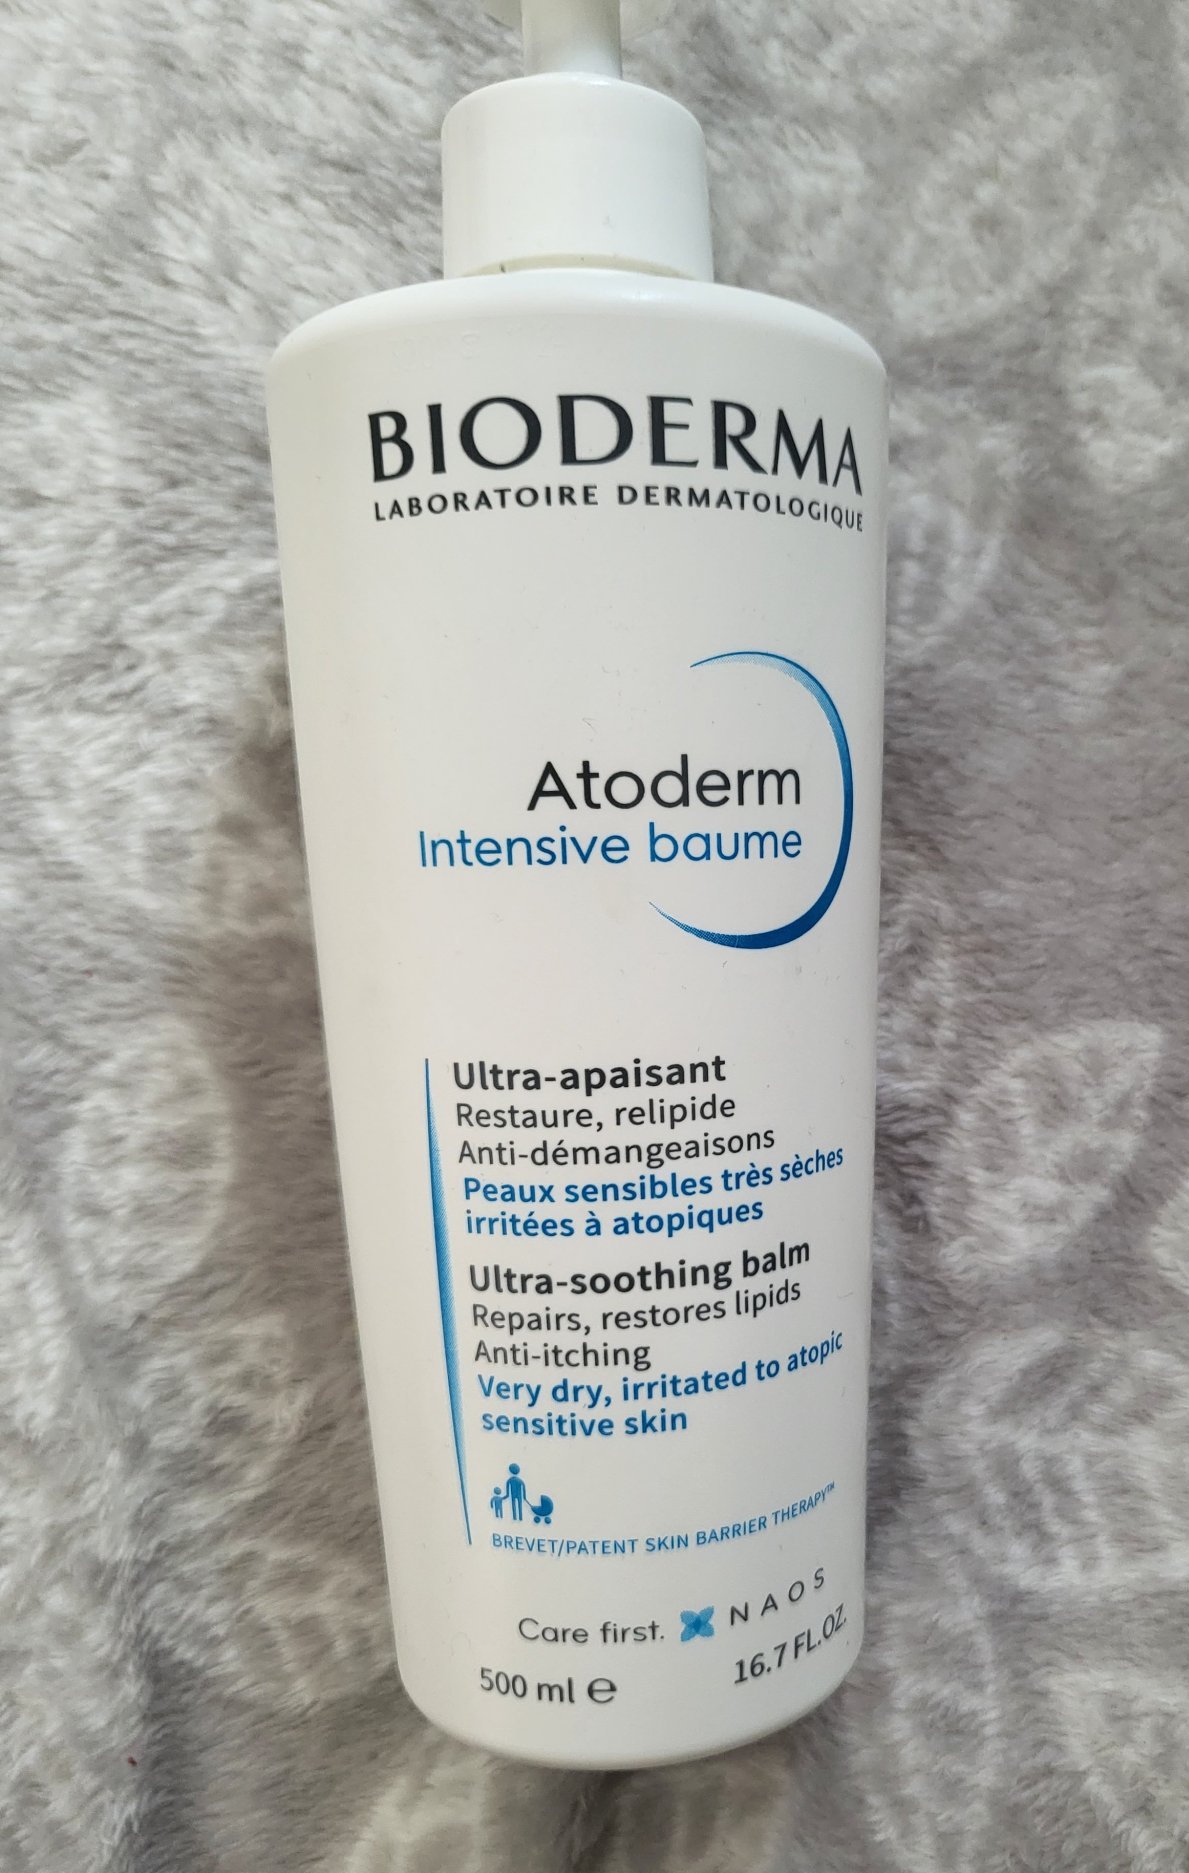 BIODERMA
LABORATOIRE DERMATOLOGIQUE
Atoderm
Intensive baume
Ultra-apaisant
Restaure, relipide
Anti-démangeaisons
Peaux sensibles très sèches
irritées à atopiques
Ultra-soothing balm
Repairs, restores lipids
Anti-itching
Very dry, irritated to atopic
sensitive skin
BREVET/PATENT SKIN BARRIER THERAPY™
Care first. NAOS
500 ml ℮ 16.7 FL.OZ.